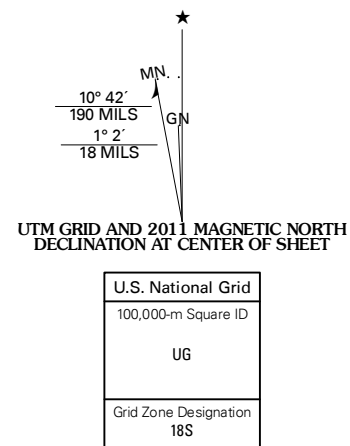 ★
MN
GN
10° 42´
190 MILS
1° 2´
18 MILS
UTM GRID AND 2011 MAGNETIC NORTH
DECLINATION AT CENTER OF SHEET
U.S. National Grid
100,000-m Square ID
UG
Grid Zone Designation
18S